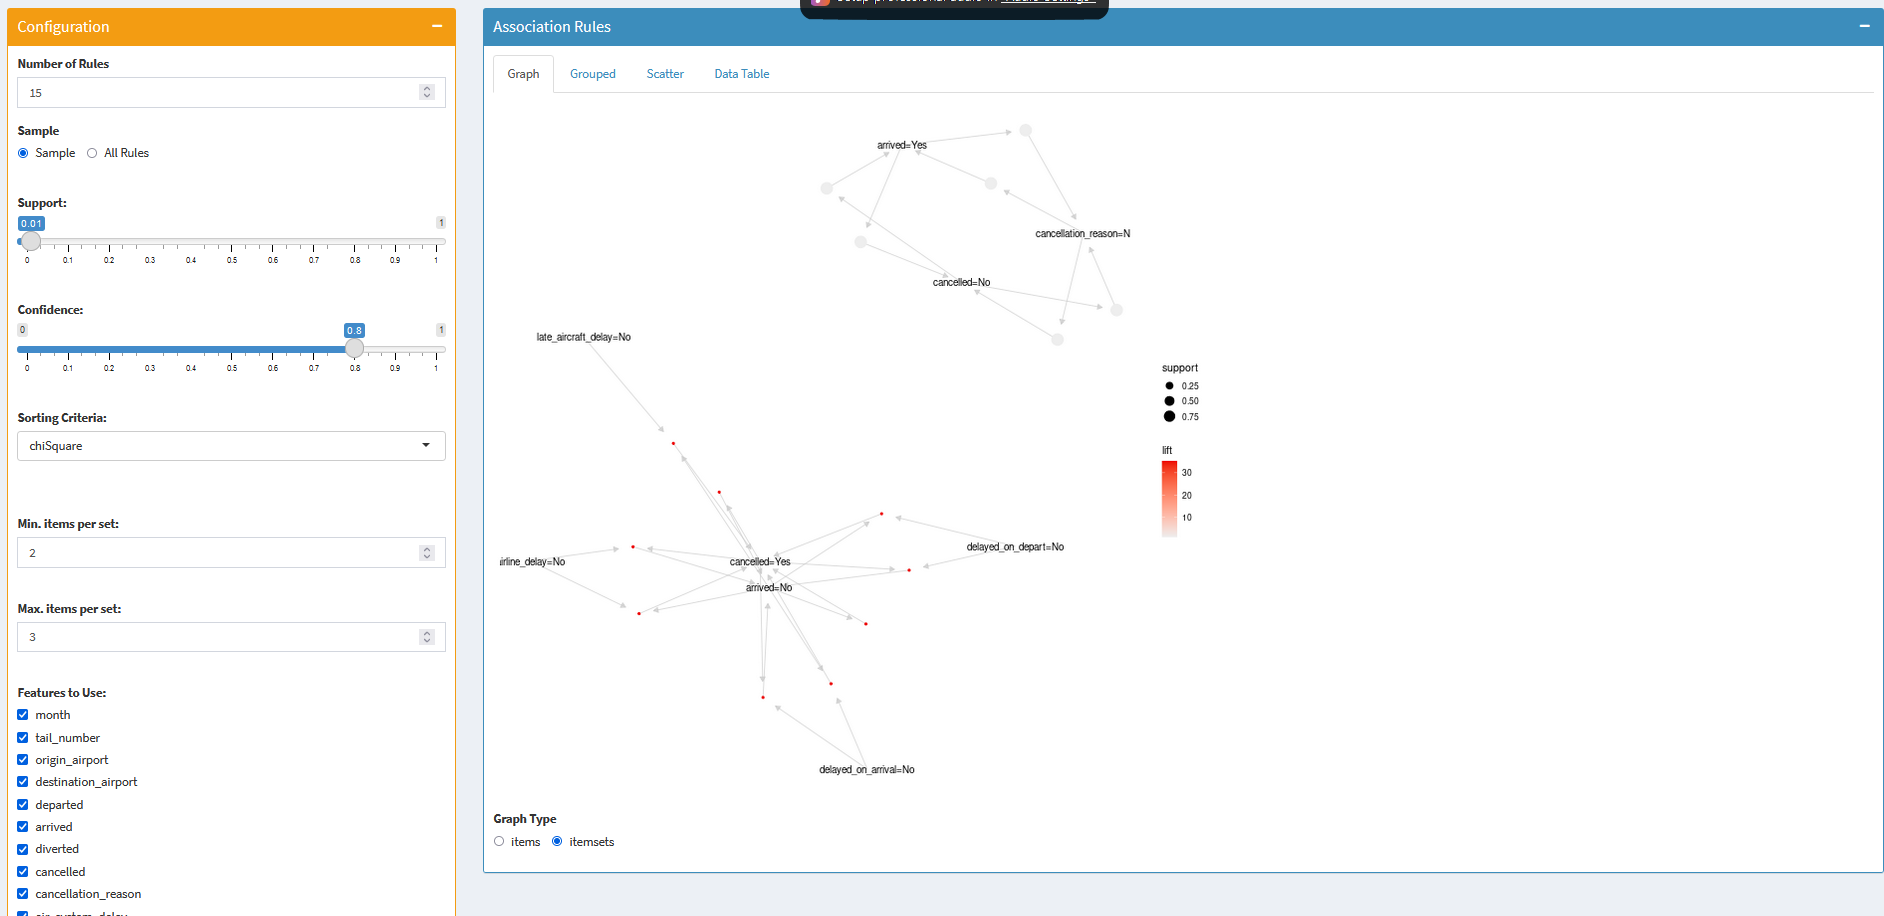 Configuration
Number of Rules
15
Sample
Sample
All Rules
Support:
0.01
1
0 0.1 0.2 0.3 0.4 0.5 0.6 0.7 0.8 0.9 1
Confidence:
0
0.8
1
0 0.1 0.2 0.3 0.4 0.5 0.6 0.7 0.8 0.9 1
Sorting Criteria:
chiSquare
Min. items per set:
2
Max. items per set:
3
Features to Use:
month
tail_number
origin_airport
destination_airport
departed
arrived
diverted
cancelled
cancellation_reason
Association Rules
Graph
Grouped
Scatter
Data Table
arrived=Yes
cancellation_reason=N
cancelled=No
late_aircraft_delay=No
support
0.25
0.50
0.75
lift
30
20
10
delayed_on_depart=No
irline_delay=No
cancelled=Yes
arrived=No
delayed_on_arrival=No
Graph Type
items
itemsets